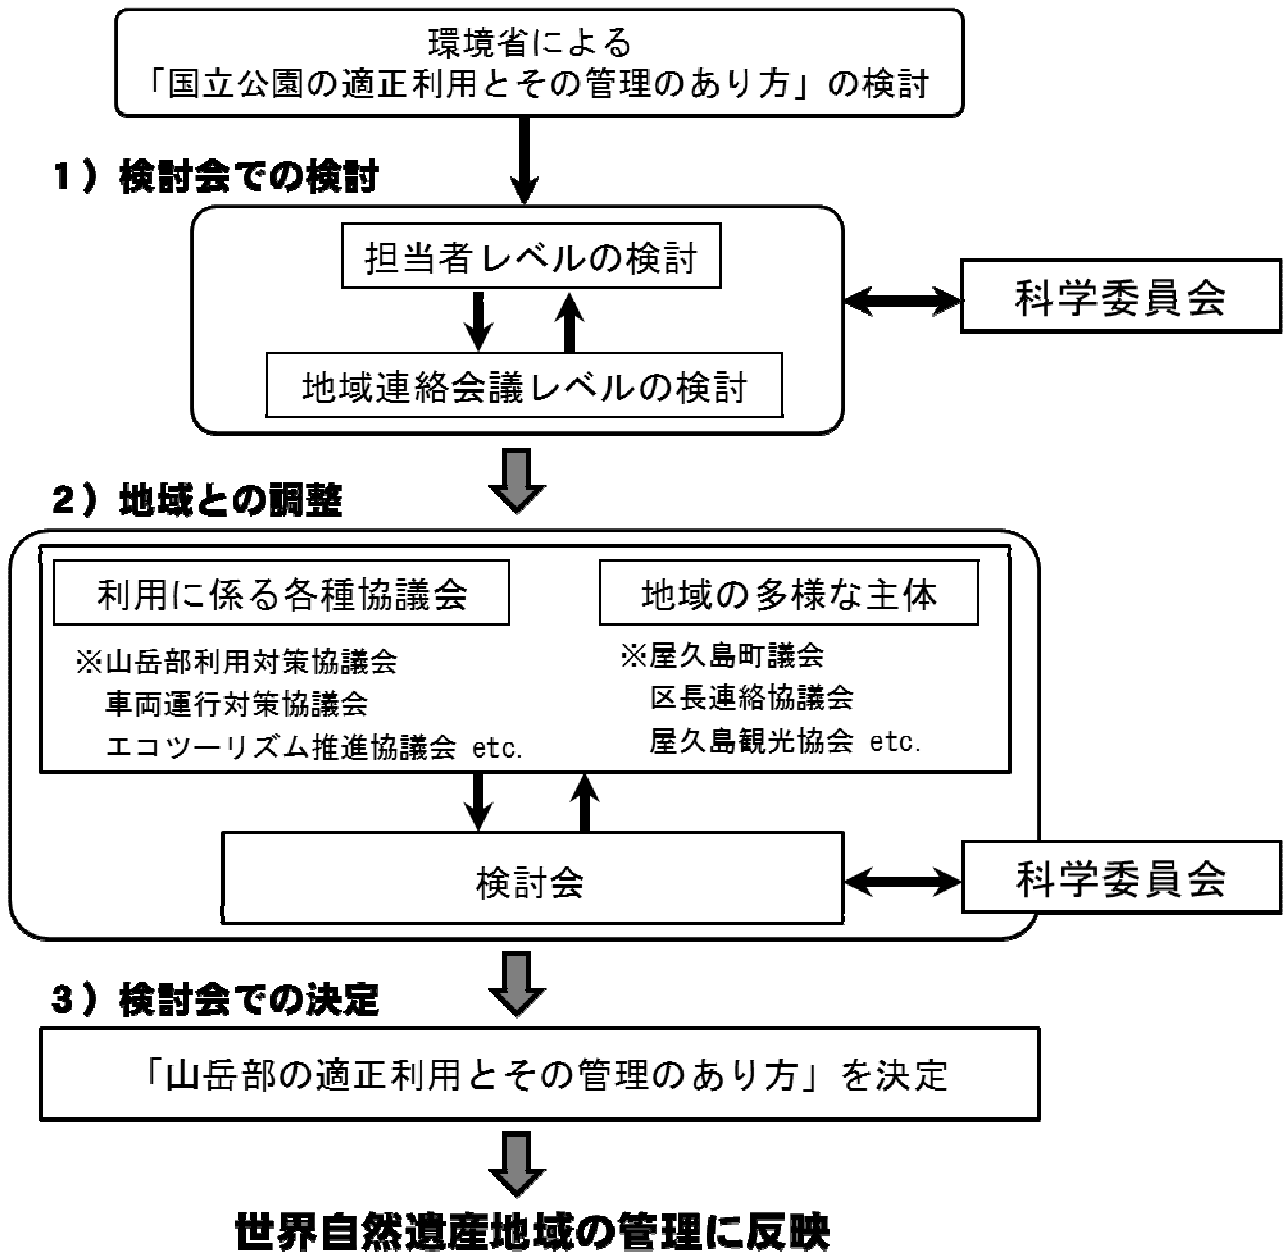 環境省による
「国立公園の適正利用とその管理のあり方」の検討
1）検討会での検討
担当者レベルの検討
科学委員会
地域連絡会議レベルの検討
2）地域との調整
利用に係る各種協議会
※山岳部利用対策協議会
車両運行対策協議会
エコツーリズム推進協議会 etc.
地域の多様な主体
※屋久島町議会
区長連絡協議会
屋久島観光協会 etc.
検討会
科学委員会
3）検討会での決定
「山岳部の適正利用とその管理のあり方」を決定
世界自然遺産地域の管理に反映